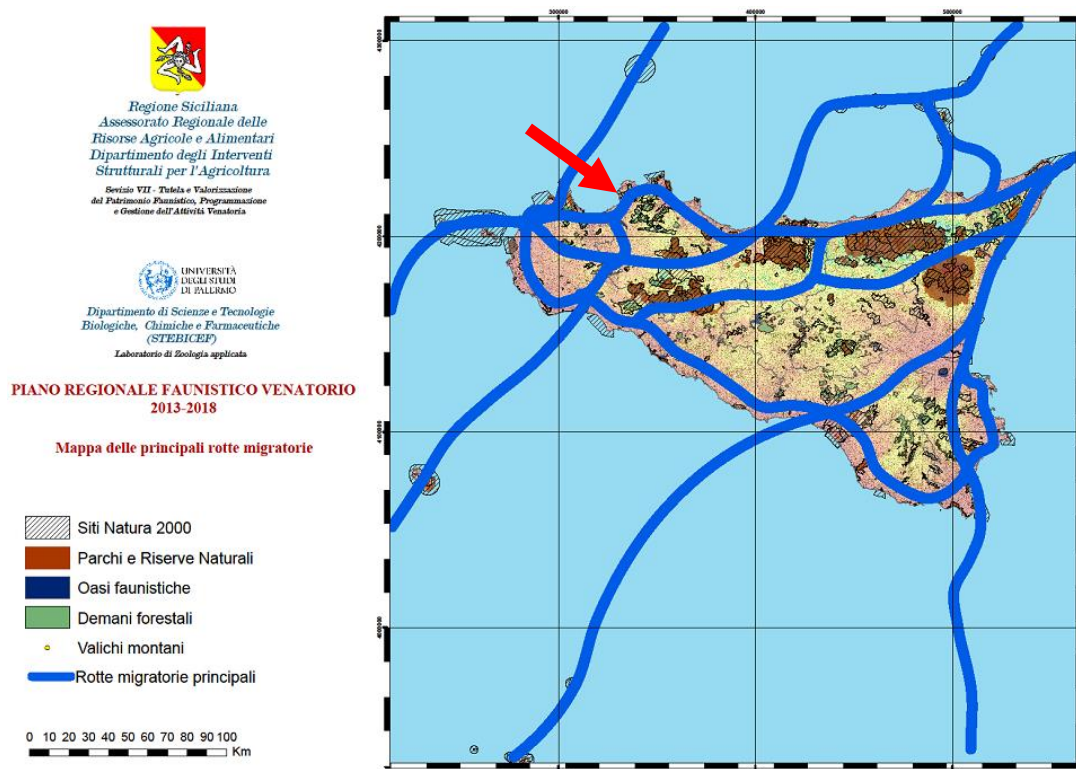 Regione Siciliana
Assessorato Regionale delle
Risorse Agricole e Alimentari
Dipartimento degli Interventi
Strutturali per l'Agricoltura
Sevizio VII - Tutela e Valorizzazione
del Patrimonio Faunistico, Programmazione
e Gestione dell'Attività Venatoria
UNIVERSITÀ
DEGLI STUDI
DI PALERMO
Dipartimento di Scienze e Tecnologie
Biologiche, Chimiche e Farmaceutiche
(STEBICEF)
Laboratorio di Zoologia applicata
PIANO REGIONALE FAUNISTICO VENATORIO
2013-2018
Mappa delle principali rotte migratorie
Siti Natura 2000
Parchi e Riserve Naturali
Oasi faunistiche
Demani forestali
Valichi montani
Rotte migratorie principali
0 10 20 30 40 50 60 70 80 90 100
Km
300000 400000 500000
4300000
4200000
4100000
4000000